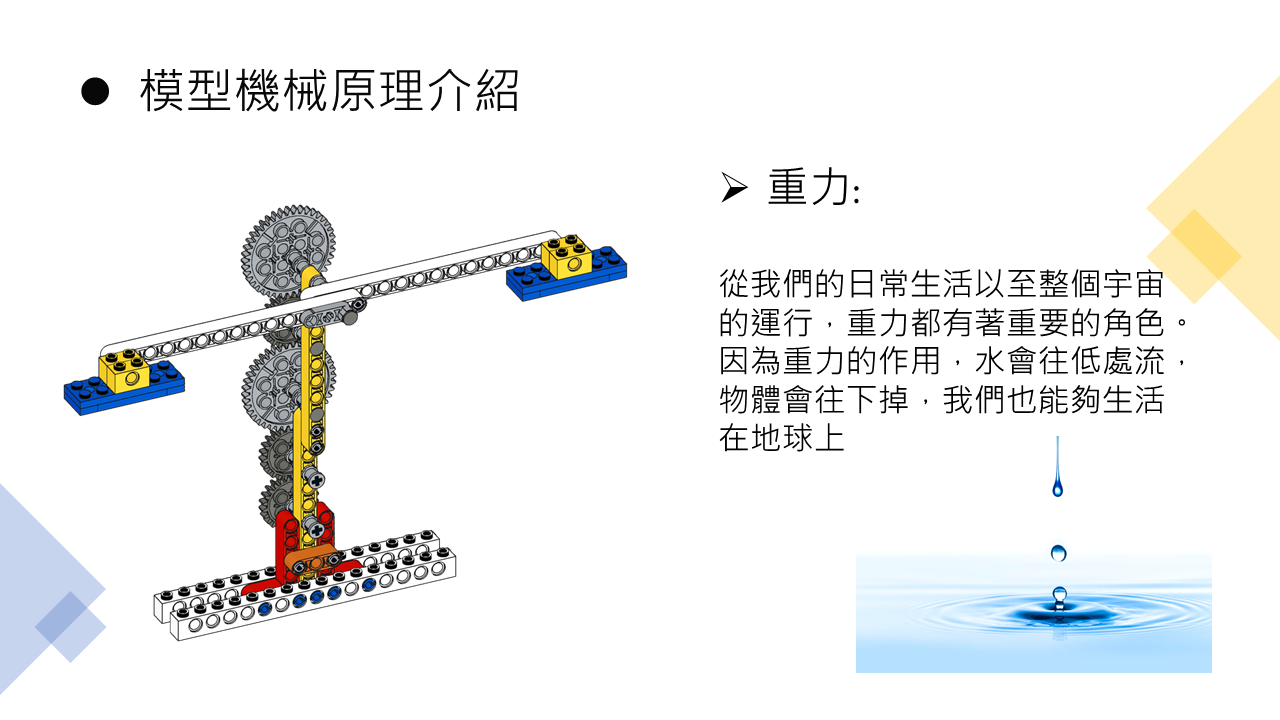 ● 模型機械原理介紹
➢ 重力:
從我們的日常生活以至整個宇宙
的運行，重力都有著重要的角色。
因為重力的作用，水會往低處流，
物體會往下掉，我們也能夠生活
在地球上